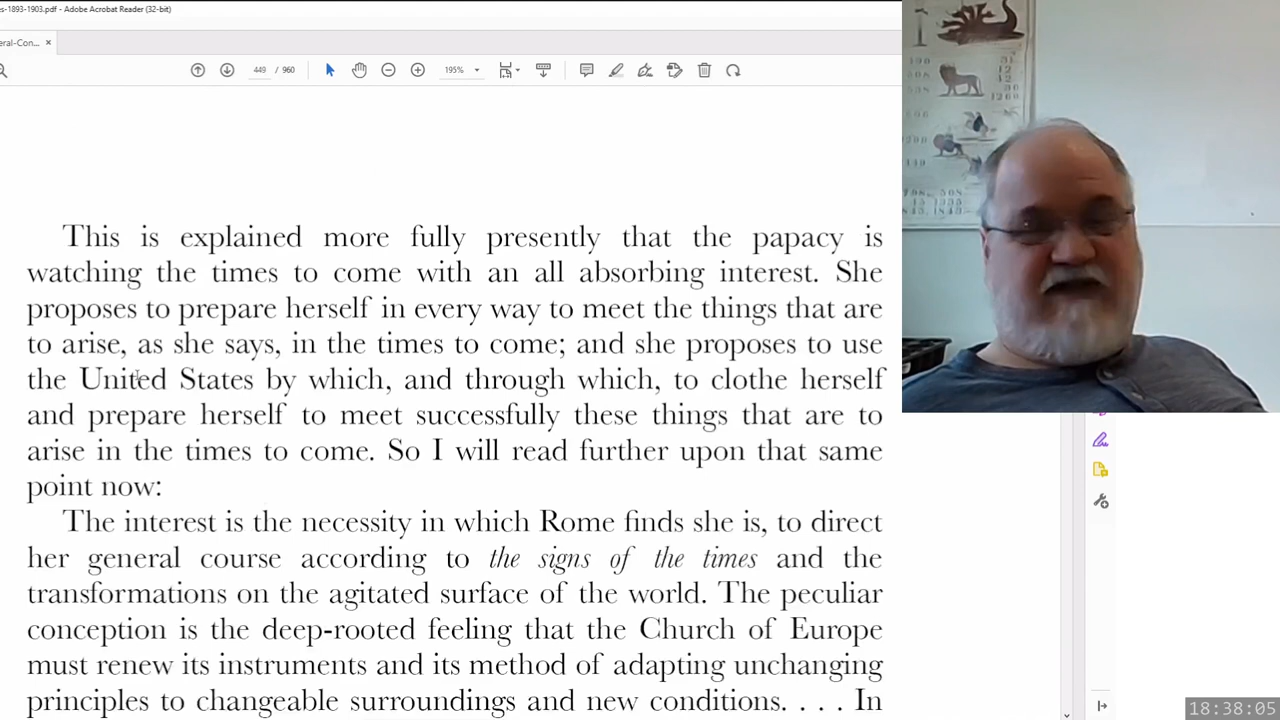 s-1893-1903.pdf - Adobe Acrobat Reader (32-bit)
eral-Con... ×
449 / 960
195%
This is explained more fully presently that the papacy is
watching the times to come with an all absorbing interest. She
proposes to prepare herself in every way to meet the things that are
to arise, as she says, in the times to come; and she proposes to use
the United States by which, and through which, to clothe herself
and prepare herself to meet successfully these things that are to
arise in the times to come. So I will read further upon that same
point now:
The interest is the necessity in which Rome finds she is, to direct
her general course according to the signs of the times and the
transformations on the agitated surface of the world. The peculiar
conception is the deep-rooted feeling that the Church of Europe
must renew its instruments and its method of adapting unchanging
principles to changeable surroundings and new conditions. . . . In
18:38:05